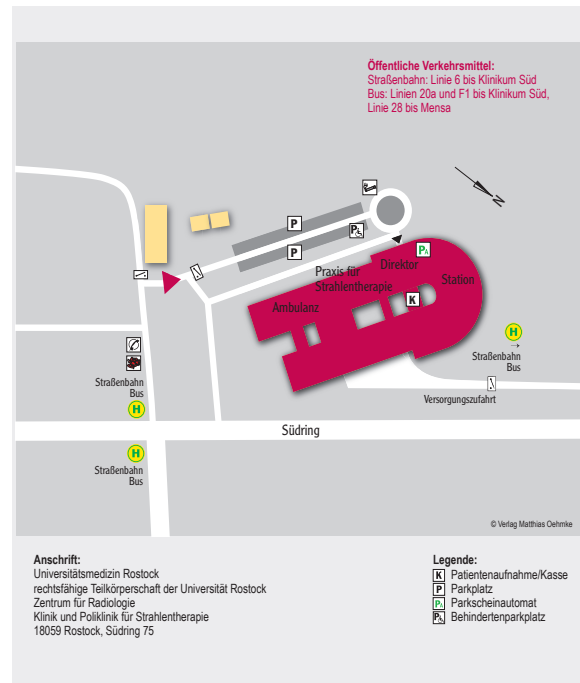 Öffentliche Verkehrsmittel:
Straßenbahn: Linie 6 bis Klinikum Süd
Bus: Linien 20a und F1 bis Klinikum Süd,
Linie 28 bis Mensa
N
P
P
PA
Direktor
Praxis für
Strahlentherapie
Station
Ambulanz
K
H
Straßenbahn
Bus
Straßenbahn
Bus
H
Versorgungszufahrt
Südring
H
Straßenbahn
Bus
© Verlag Matthias Oehmke
Anschrift:
Universitätsmedizin Rostock
rechtsfähige Teilkörperschaft der Universität Rostock
Zentrum für Radiologie
Klinik und Poliklinik für Strahlentherapie
18059 Rostock, Südring 75
Legende:
K Patientenaufnahme/Kasse
P Parkplatz
PA Parkscheinautomat
P Behindertenparkplatz